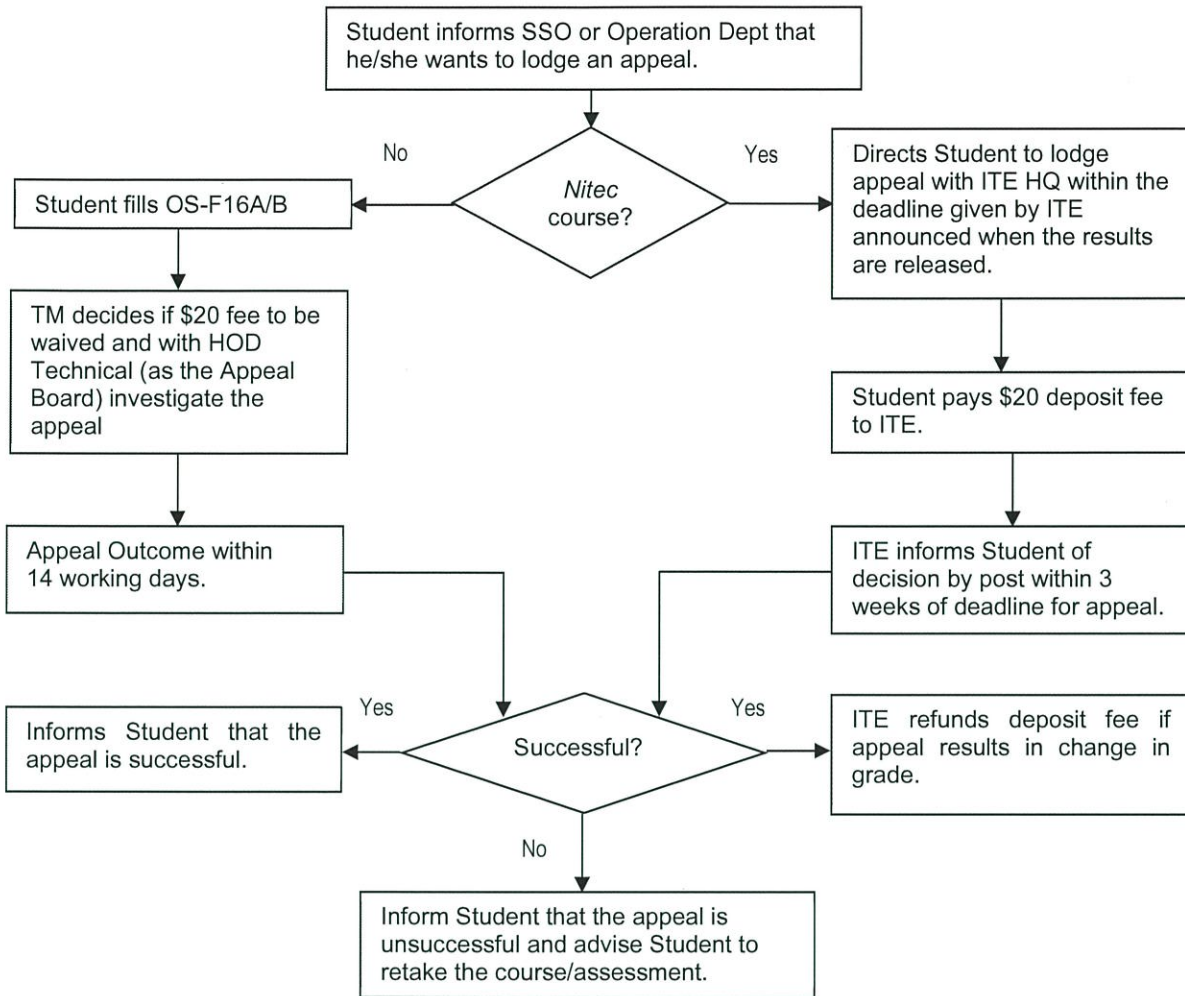 Student informs SSO or Operation Dept that
he/she wants to lodge an appeal.
No
Yes
Nitec
course?
Student fills OS-F16A/B
Directs Student to lodge
appeal with ITE HQ within the
deadline given by ITE
announced when the results
are released.
TM decides if $20 fee to be
waived and with HOD
Technical (as the Appeal
Board) investigate the
appeal
Student pays $20 deposit fee
to ITE.
Appeal Outcome within
14 working days.
ITE informs Student of
decision by post within 3
weeks of deadline for appeal.
Yes
Yes
Informs Student that the
appeal is successful.
Successful?
ITE refunds deposit fee if
appeal results in change in
grade.
No
Inform Student that the appeal is
unsuccessful and advise Student to
retake the course/assessment.